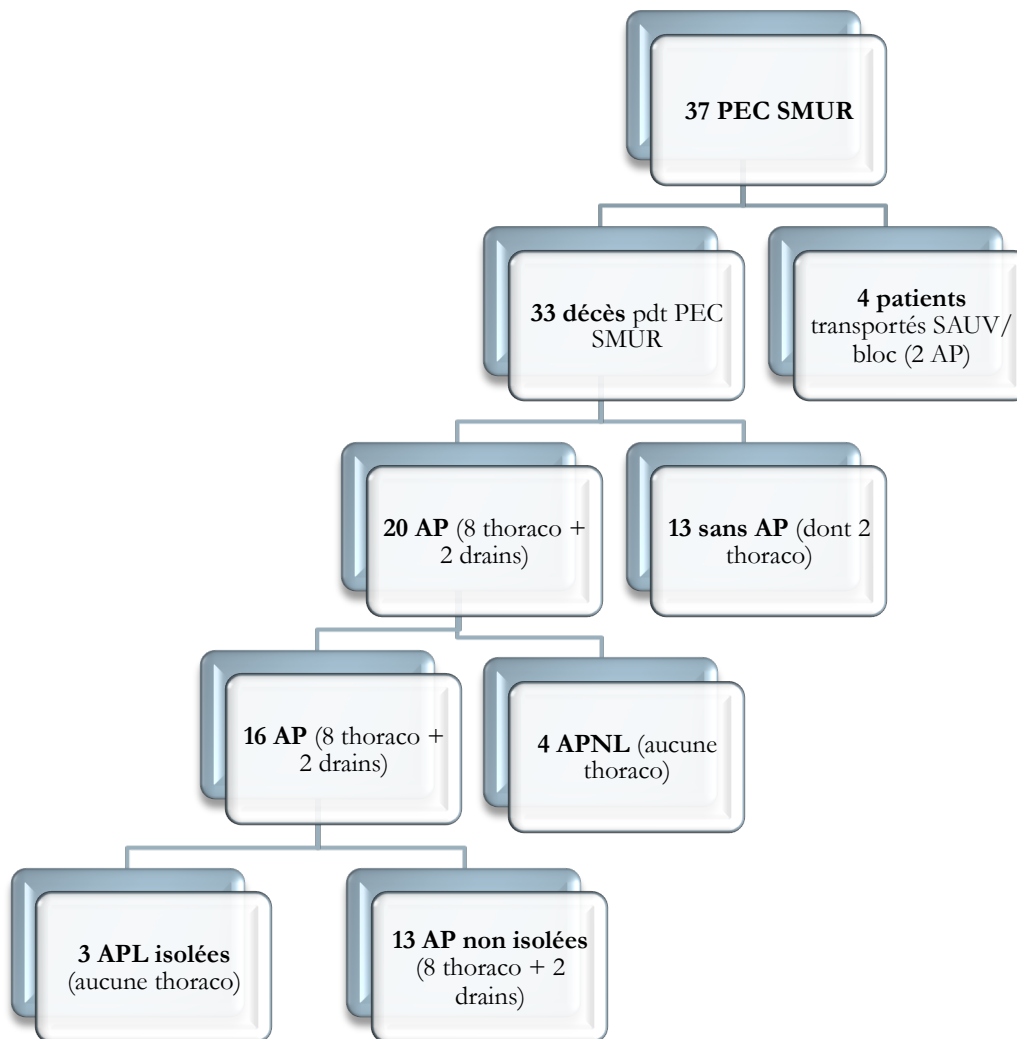 37 PEC SMUR
33 décès pdt PEC
SMUR
4 patients
transportés SAUV/
bloc (2 AP)
20 AP (8 thoraco +
2 drains)
13 sans AP (dont 2
thoraco)
16 AP (8 thoraco +
2 drains)
4 APNL (aucune
thoraco)
3 APL isolées
(aucune thoraco)
13 AP non isolées
(8 thoraco + 2
drains)